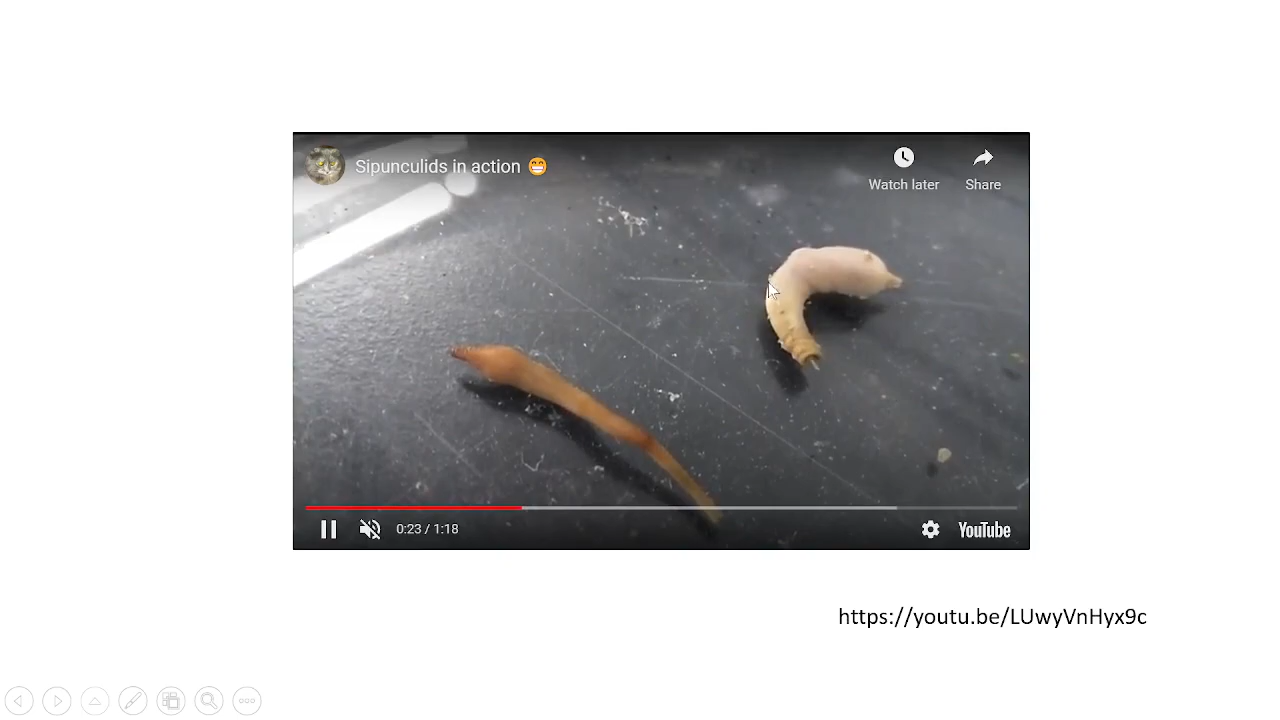 Sipunculids in action 😁
Watch later
Share
0:23 / 1:18
YouTube
https://youtu.be/LUwyVnHyx9c